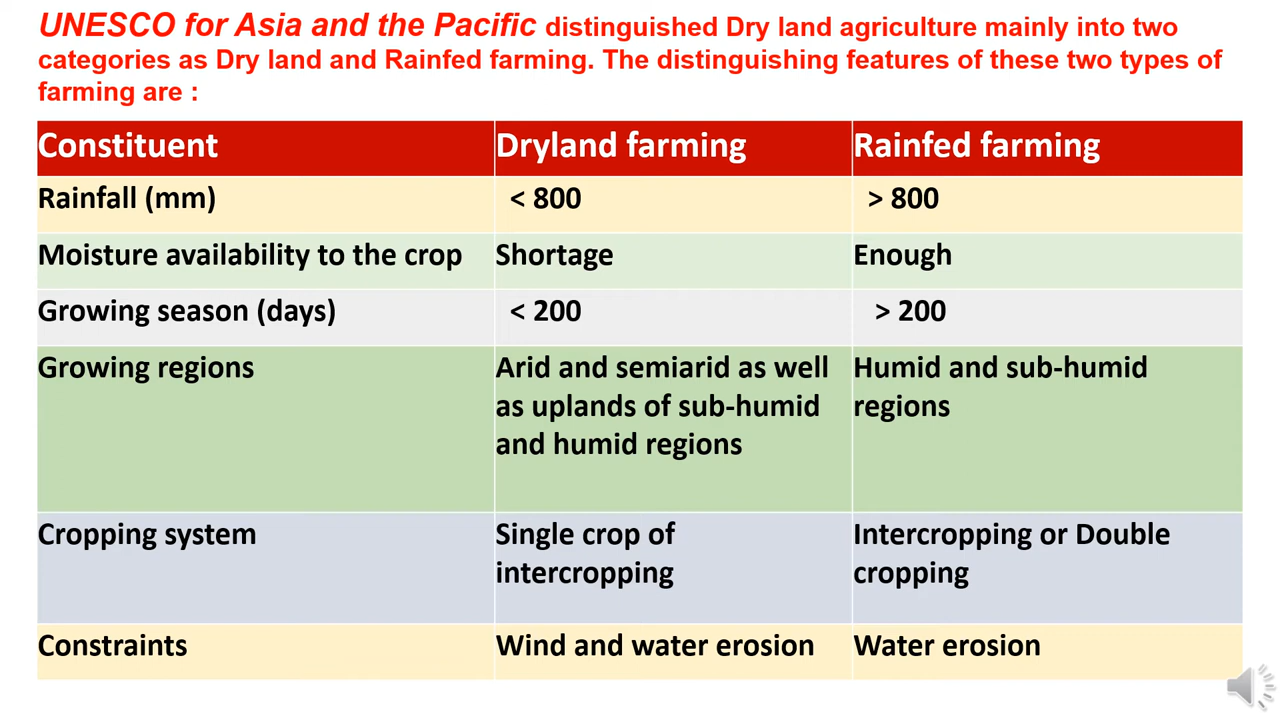 UNESCO for Asia and the Pacific distinguished Dry land agriculture mainly into two
categories as Dry land and Rainfed farming. The distinguishing features of these two types of
farming are :
Constituent Dryland farming Rainfed farming
Rainfall (mm) < 800 > 800
Moisture availability to the crop Shortage Enough
Growing season (days) < 200 > 200
Growing regions Arid and semiarid as well Humid and sub-humid
as uplands of sub-humid regions
and humid regions
Cropping system Single crop of Intercropping or Double
intercropping cropping
Constraints Wind and water erosion Water erosion